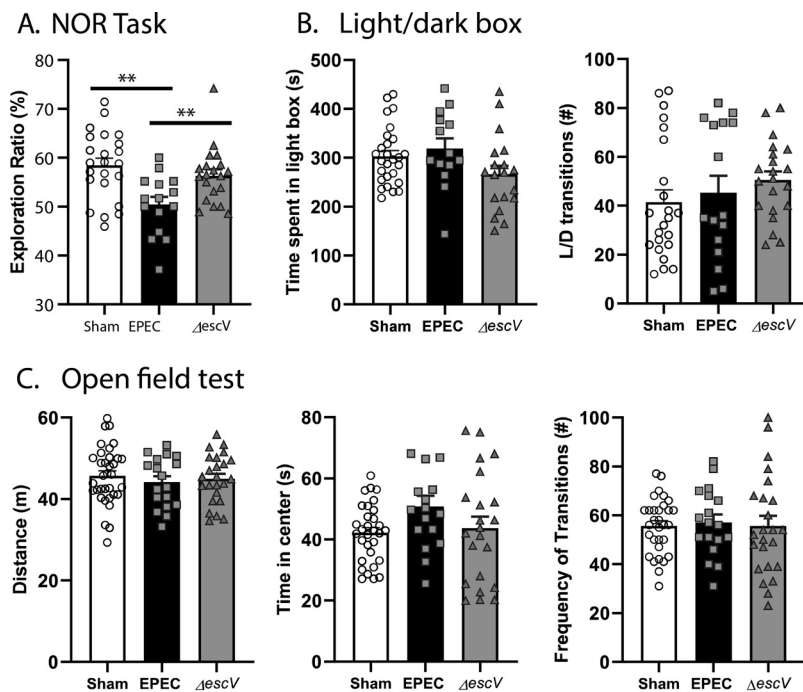 A. NOR Task
Exploration Ratio (%)
80
70
60
50
40
30
**
**
Sham EPEC ΔescV
B. Light/dark box
Time spent in light box (s)
500
400
300
200
100
0
Sham EPEC ΔescV
L/D transitions (#)
100
80
60
40
20
0
Sham EPEC ΔescV
C. Open field test
Distance (m)
60
40
20
0
Sham EPEC ΔescV
Time in center (s)
80
60
40
20
0
Sham EPEC ΔescV
Frequency of Transitions (#)
100
80
60
40
20
0
Sham EPEC ΔescV